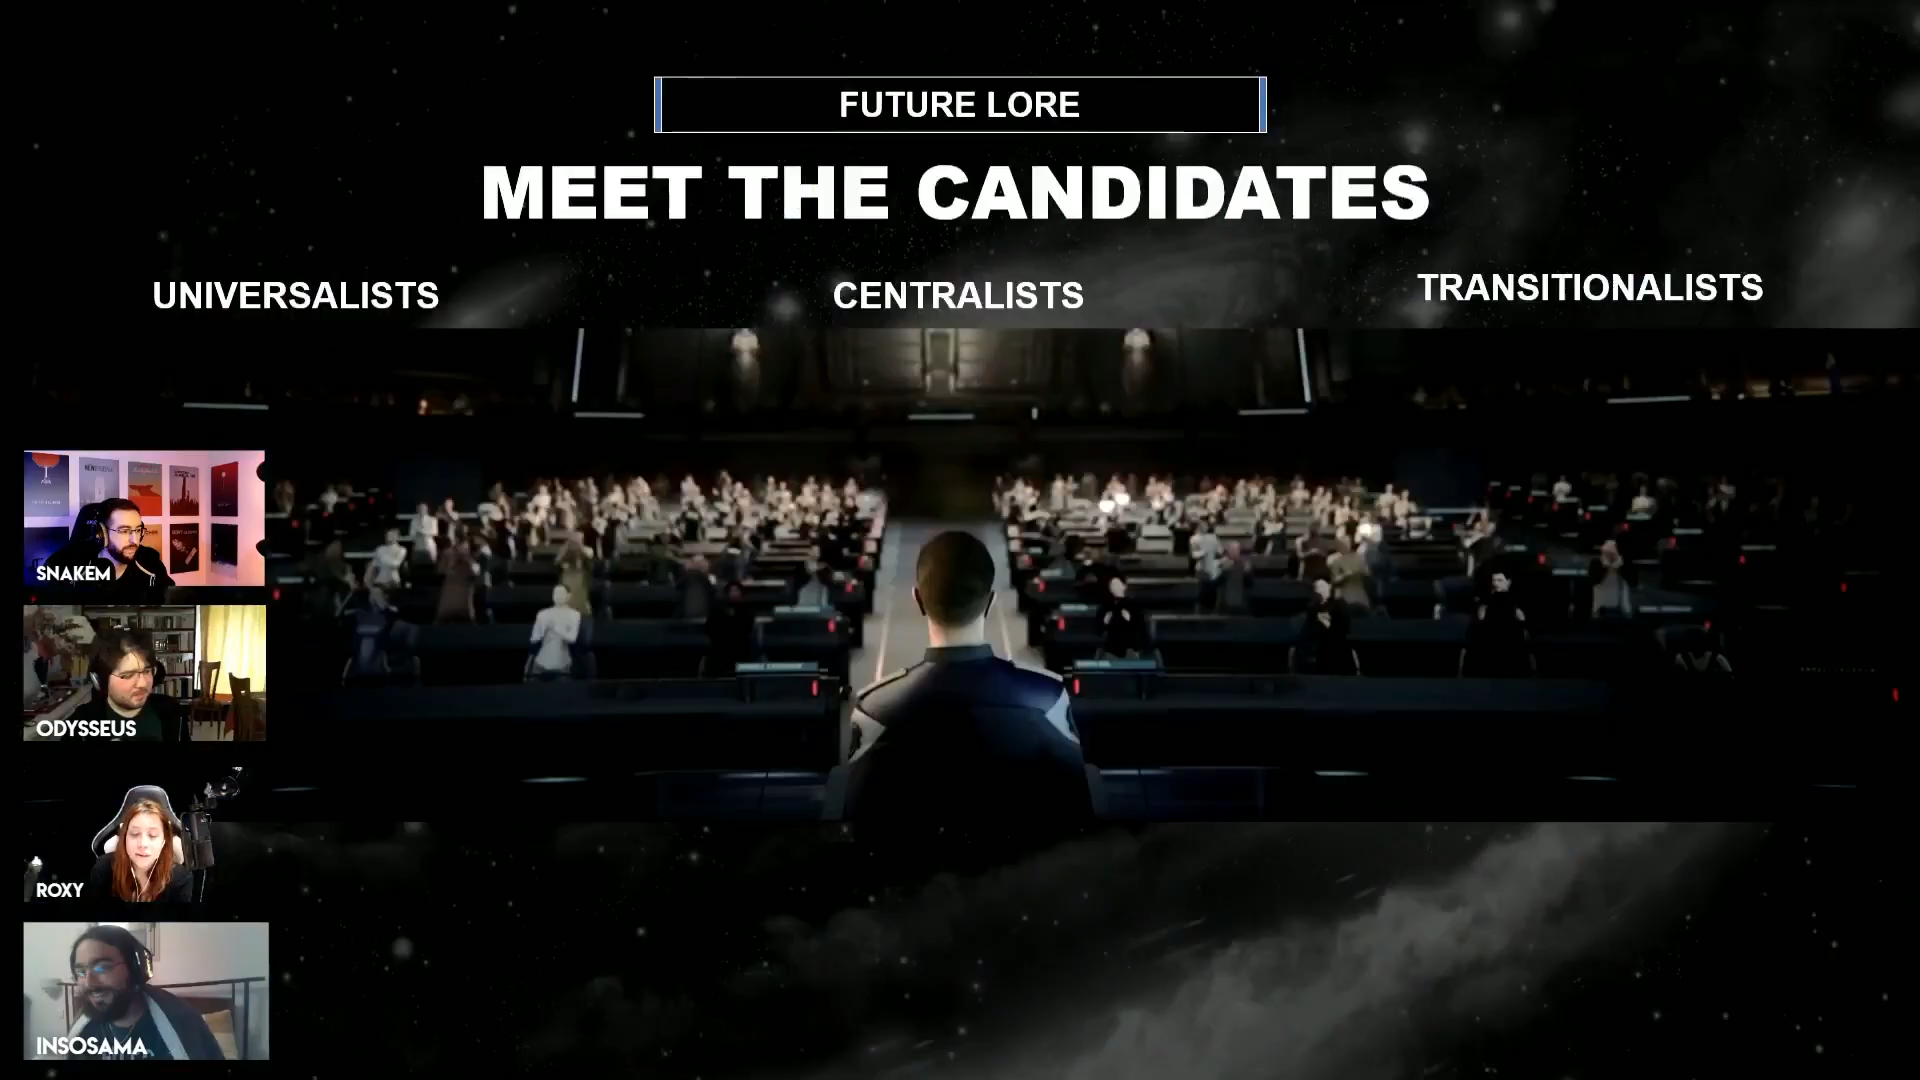 FUTURE LORE
MEET THE CANDIDATES
UNIVERSALISTS
CENTRALISTS
TRANSITIONALISTS
SNAKEM
ODYSSEUS
ROXY
INSOSAMA